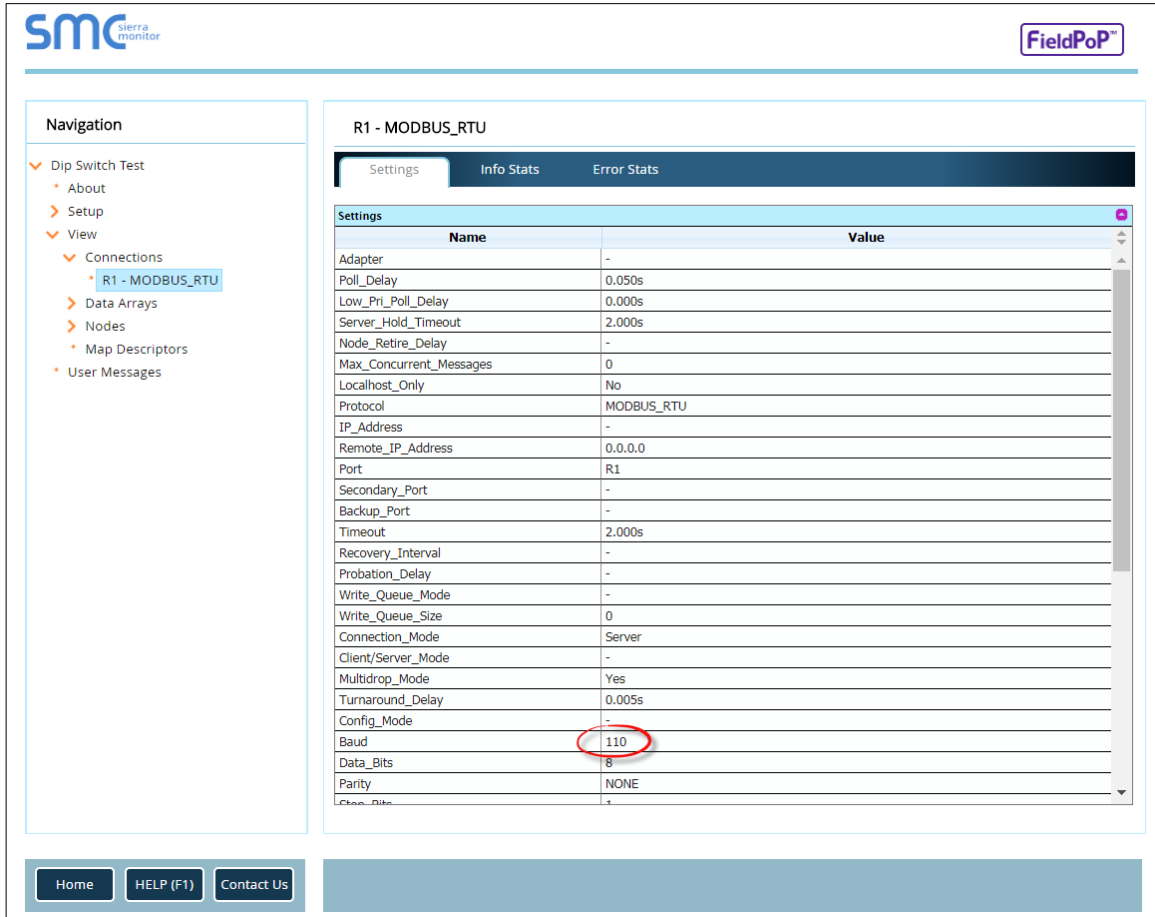 SMC sierra monitor
FieldPoP™
Navigation
Dip Switch Test
About
Setup
View
Connections
R1 - MODBUS_RTU
Data Arrays
Nodes
Map Descriptors
User Messages
R1 - MODBUS_RTU
Settings Info Stats Error Stats
Settings
Name Value
Adapter -
Poll_Delay 0.050s
Low_Pri_Poll_Delay 0.000s
Server_Hold_Timeout 2.000s
Node_Retire_Delay -
Max_Concurrent_Messages 0
Localhost_Only No
Protocol MODBUS_RTU
IP_Address -
Remote_IP_Address 0.0.0.0
Port R1
Secondary_Port -
Backup_Port -
Timeout 2.000s
Recovery_Interval -
Probation_Delay -
Write_Queue_Mode -
Write_Queue_Size 0
Connection_Mode Server
Client/Server_Mode -
Multidrop_Mode Yes
Turnaround_Delay 0.005s
Config_Mode -
Baud 110
Data_Bits 8
Parity NONE
Stop_Bits 1
Home HELP (F1) Contact Us